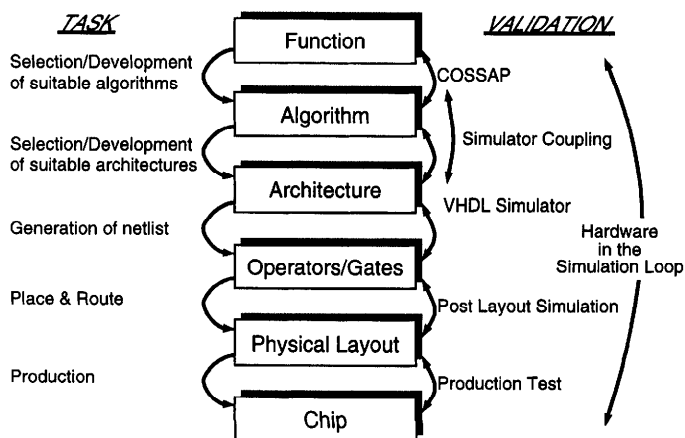 TASK
VALIDATION
Function
Selection/Development
of suitable algorithms
COSSAP
Algorithm
Simulator Coupling
Selection/Development
of suitable architectures
Architecture
VHDL Simulator
Generation of netlist
Hardware
in the
Simulation Loop
Operators/Gates
Place & Route
Post Layout Simulation
Physical Layout
Production
Production Test
Chip